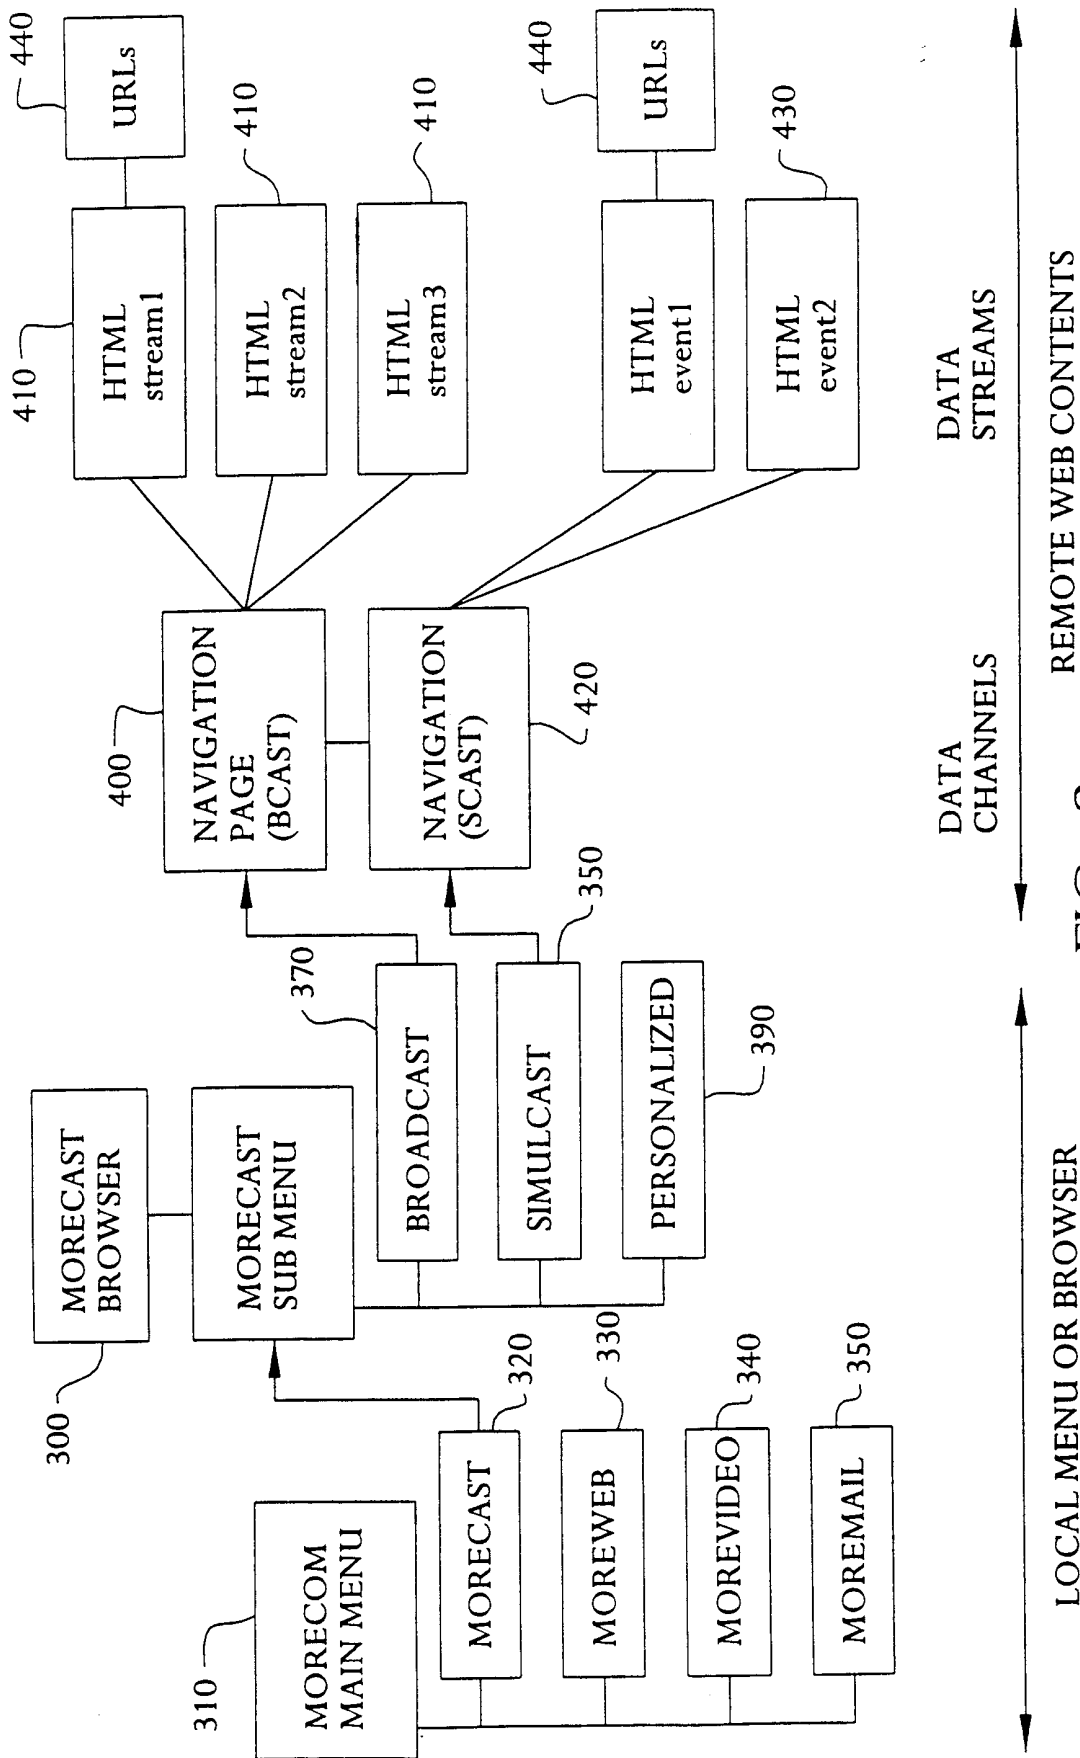 310
MORECOM
MAIN MENU
MORECAST
320
MOREWEB
330
MOREVIDEO
340
MOREMAIL
350
300
MORECAST
BROWSER
MORECAST
SUB MENU
BROADCAST
370
SIMULCAST
350
PERSONALIZED
390
400
NAVIGATION
PAGE
(BCAST)
NAVIGATION
(SCAST)
420
410
HTML
stream1
440
URLs
HTML
stream2
410
HTML
stream3
410
HTML
event1
440
URLs
HTML
event2
430
DATA
CHANNELS
DATA
STREAMS
LOCAL MENU OR BROWSER
REMOTE WEB CONTENTS